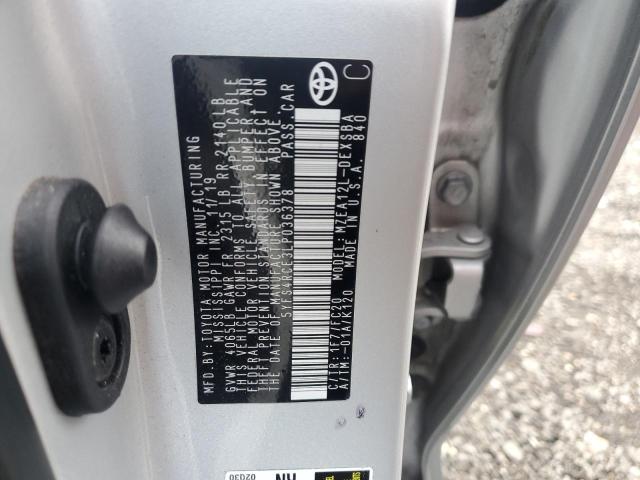 MFD.BY:TOYOTA MOTOR MANUFACTURING
MISSISSIPPI INC. 11/19
GVWR 4065LB GAWR FR 2315LB RR 2140LB
THIS VEHICLE CONFORMS TO ALL APPLICABLE
FEDERAL MOTOR VEHICLE SAFETY, BUMPER, AND
THEFT PREVENTION STANDARDS IN EFFECT ON
THE DATE OF MANUFACTURE SHOWN ABOVE.
5YFS4RCE3LP036378 PASS.CAR
C/TR:1F7/FC20 MODEL:MZEA12L-DEXSBA
A/TM:-01A/K120 MADE IN U.S.A. 840
C
02030
NH